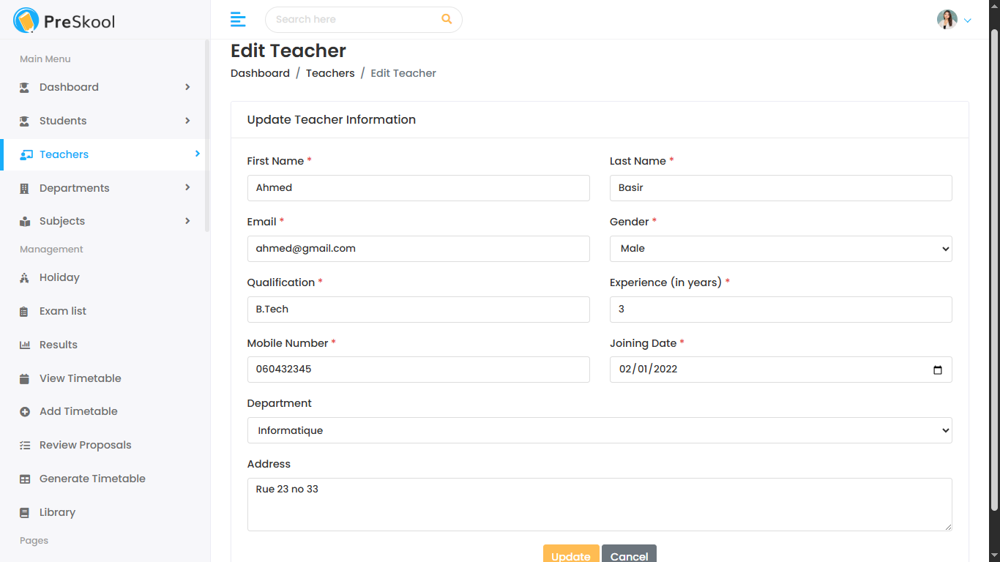 PreSkool
Search here
Main Menu
Dashboard
Students
Teachers
Departments
Subjects
Management
Holiday
Exam list
Results
View Timetable
Add Timetable
Review Proposals
Generate Timetable
Library
Pages
Edit Teacher
Dashboard / Teachers / Edit Teacher
Update Teacher Information
First Name *
Ahmed
Last Name *
Basir
Email *
ahmed@gmail.com
Gender *
Male
Qualification *
B.Tech
Experience (in years) *
3
Mobile Number *
060432345
Joining Date *
02/01/2022
Department
Informatique
Address
Rue 23 no 33
Update
Cancel